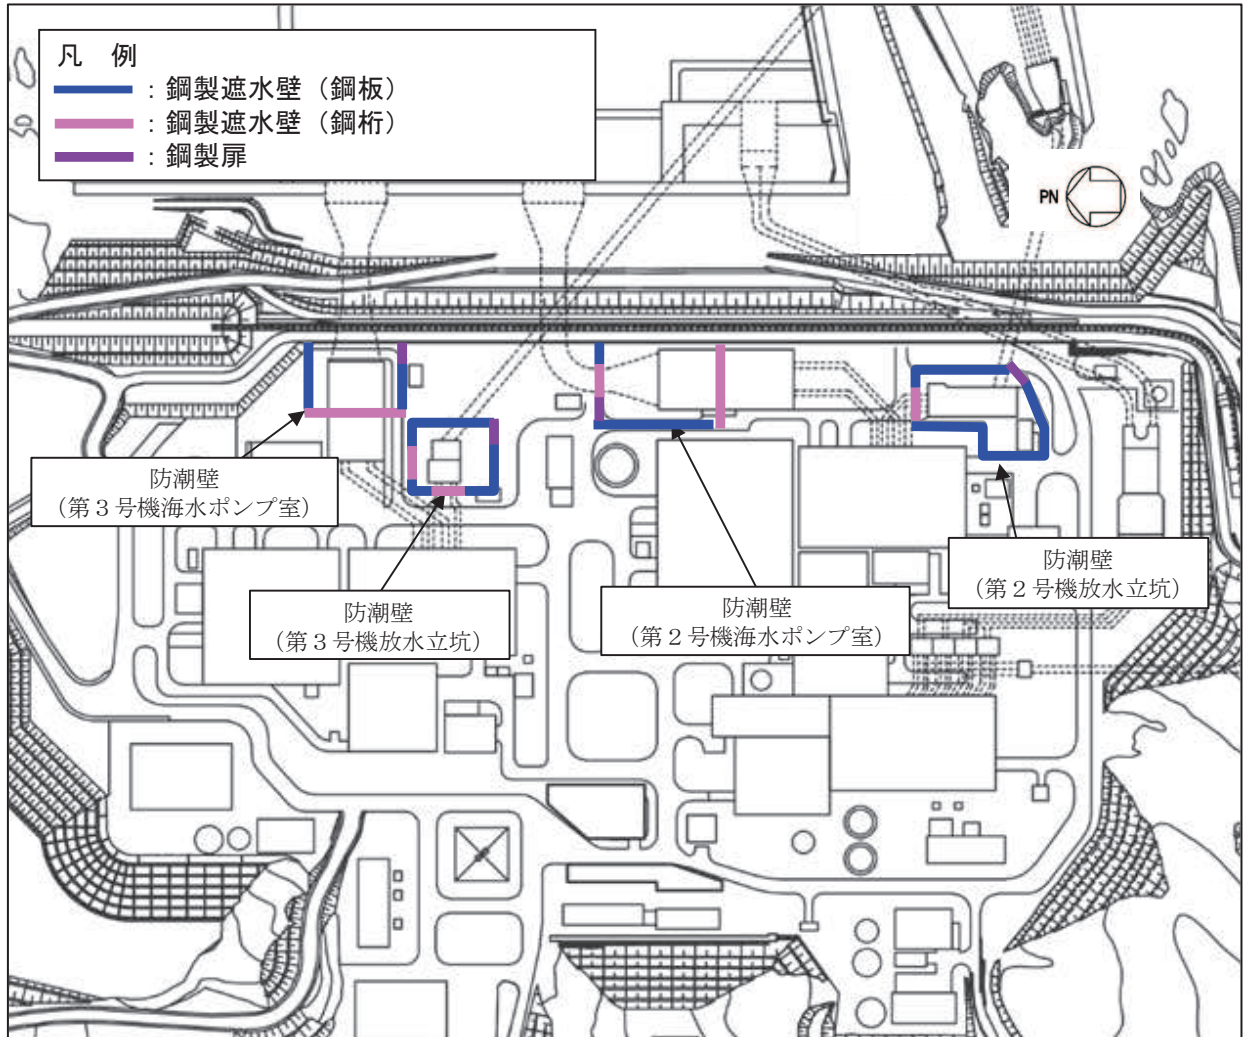 凡　例
：鋼製遮水壁（鋼板）
：鋼製遮水壁（鋼桁）
：鋼製扉
PN
防潮壁
（第３号機海水ポンプ室）
防潮壁
（第３号機放水立坑）
防潮壁
（第２号機海水ポンプ室）
防潮壁
（第２号機放水立坑）